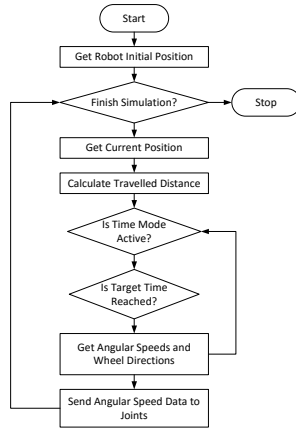 Start
Get Robot Initial Position
Finish Simulation?
Stop
Get Current Position
Calculate Travelled Distance
Is Time Mode
Active?
Is Target Time
Reached?
Get Angular Speeds and
Wheel Directions
Send Angular Speed Data to
Joints